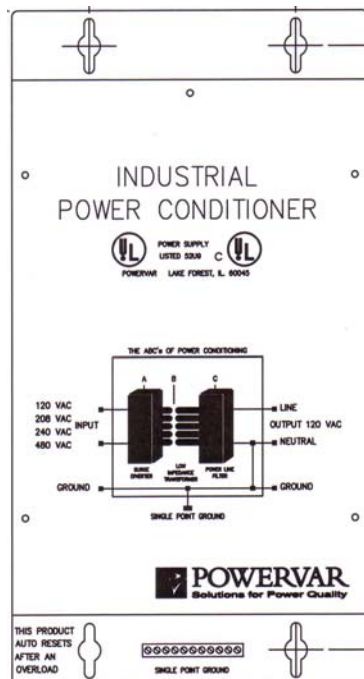 INDUSTRIAL
POWER CONDITIONER
UL
POWER SUPPLY
LISTED 52U9
C
UL
POWERVAR LAKE FOREST, IL. 60045
THE ABC's OF POWER CONDITIONING
A B C
120 VAC
208 VAC
240 VAC
480 VAC
INPUT
LINE
OUTPUT 120 VAC
NEUTRAL
SURGE
DIVERTER
LOW
IMPEDANCE
TRANSFORMER
POWER LINE
FILTER
GROUND
GROUND
SINGLE POINT GROUND
POWERVAR
Solutions for Power Quality
THIS PRODUCT
AUTO RESETS
AFTER AN
OVERLOAD
SINGLE POINT GROUND